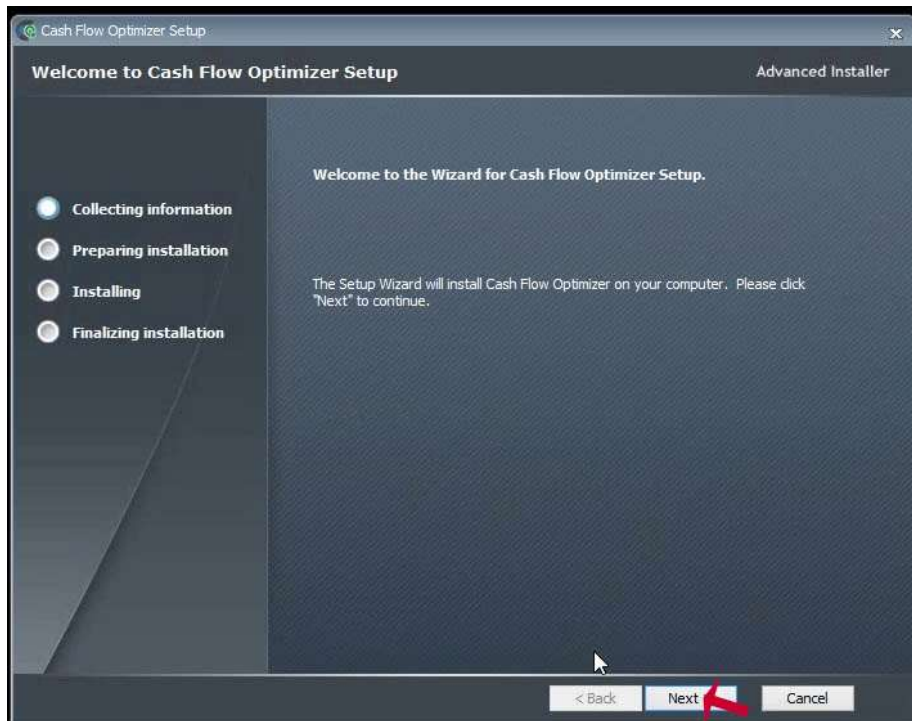 Cash Flow Optimizer Setup
Welcome to Cash Flow Optimizer Setup
Advanced Installer
Welcome to the Wizard for Cash Flow Optimizer Setup.
Collecting information
Preparing installation
Installing
Finalizing installation
The Setup Wizard will install Cash Flow Optimizer on your computer. Please click
"Next" to continue.
< Back
Next
Cancel